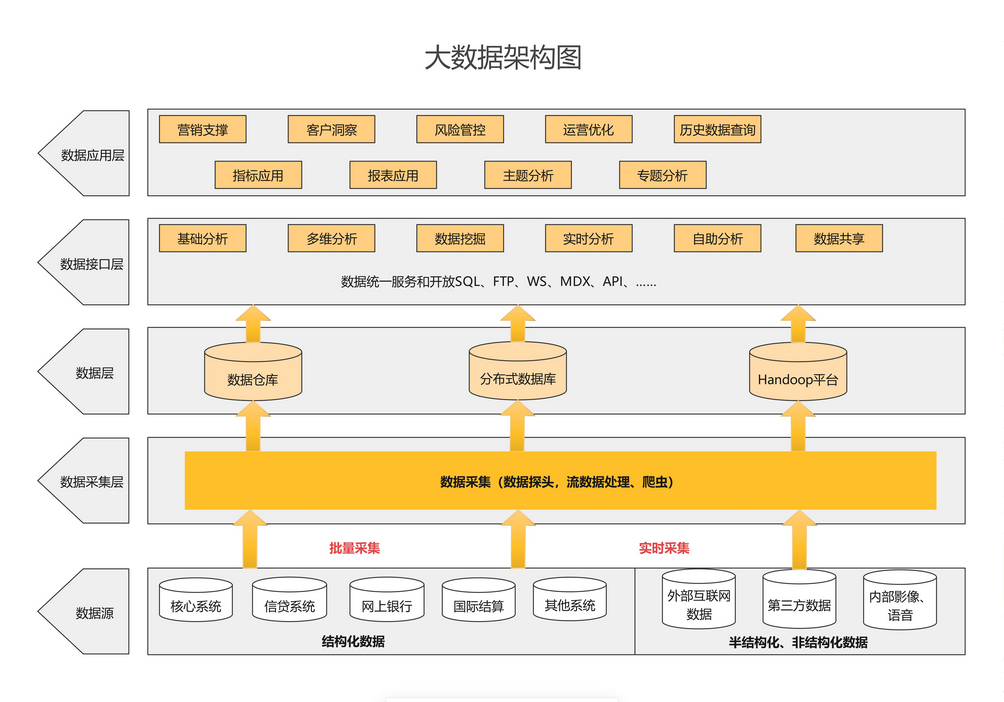 大数据架构图
数据应用层
营销支撑
客户洞察
风险管控
运营优化
历史数据查询
指标应用
报表应用
主题分析
专题分析
数据接口层
基础分析
多维分析
数据挖掘
实时分析
自助分析
数据共享
数据统一服务和开放SQL、FTP、WS、MDX、API、......
数据层
数据仓库
分布式数据库
Handoop平台
数据采集层
数据采集（数据探头，流数据处理、爬虫）
批量采集
实时采集
数据源
核心系统
信贷系统
网上银行
国际结算
其他系统
结构化数据
外部互联网
数据
第三方数据
内部影像、
语音
半结构化、非结构化数据